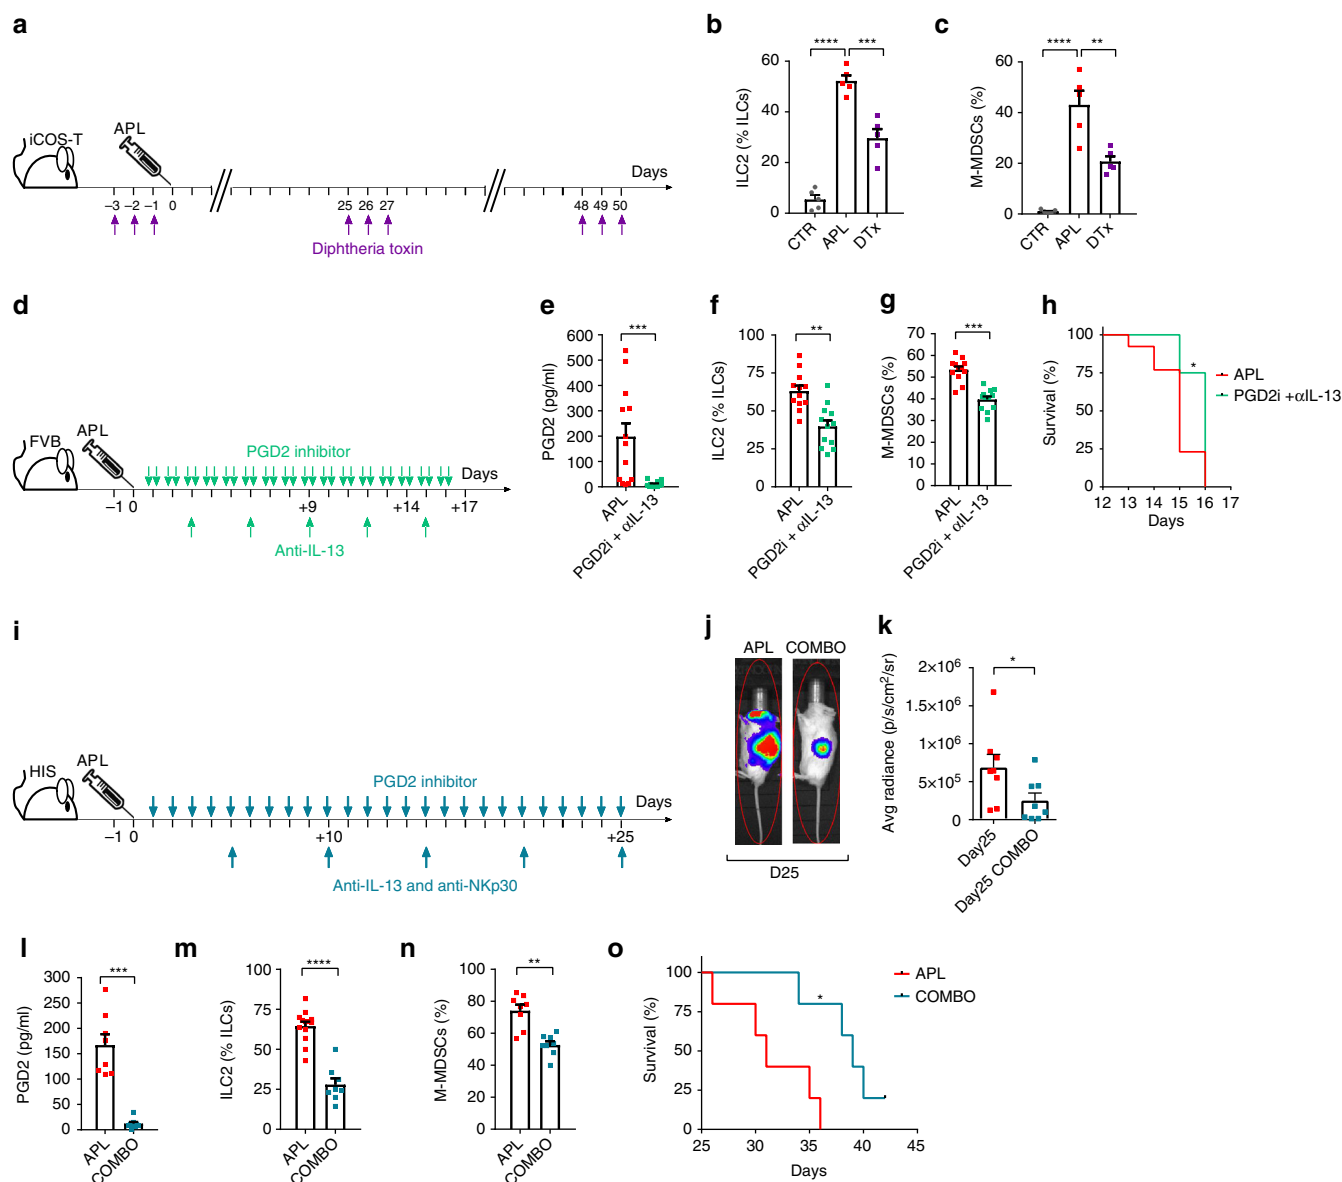 a
iCOS-T
APL
Days
–3 –2 –1 0 25 26 27 48 49 50
Diphtheria toxin
b
**** ***
ILC2 (% ILCs)
60
40
20
0
CTR APL DTx
c
**** **
M-MDSCs (%)
60
40
20
0
CTR APL DTx
d
FVB
APL
PGD2 inhibitor
Days
–1 0 +9 +14 +17
Anti-IL-13
e
***
PGD2 (pg/ml)
600
500
400
300
200
100
0
APL
PGD2i + αIL-13
f
**
ILC2 (% ILCs)
100
75
50
25
0
APL
PGD2i + αIL-13
g
***
M-MDSCs (%)
70
60
50
40
30
20
10
0
APL
PGD2i + αIL-13
h
Survival (%)
100
75
50
25
0
*
12 13 14 15 16 17
Days
APL
PGD2i +αIL-13
i
HIS
APL
PGD2 inhibitor
Days
–1 0 +10 +25
Anti-IL-13 and anti-NKp30
j
APL COMBO
D25
k
*
Avg radiance (p/s/cm²/sr)
2×10⁶
1.5×10⁶
1×10⁶
5×10⁵
0
Day25
Day25 COMBO
l
***
PGD2 (pg/ml)
300
250
200
150
100
50
0
APL
COMBO
m
****
ILC2 (% ILCs)
100
75
50
25
0
APL
COMBO
n
**
M-MDSCs (%)
100
80
60
40
20
0
APL
COMBO
o
Survival (%)
100
75
50
25
0
*
25 30 35 40 45
Days
APL
COMBO